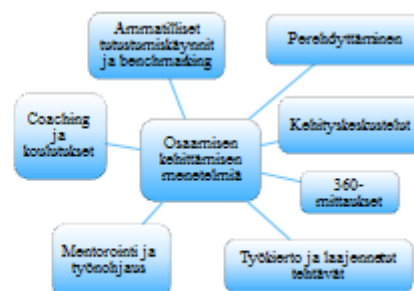 Ammatilliset
tutustumiskäynnit
ja benchmarking
Perehdyttäminen
Coaching
ja
koulutukset
Osaamisen
kehittämisen
menetelmiä
Kehityskeskustelut
360-
mittaukset
Mentorointi ja
työnohjaus
Työkierto ja laajennetut
tehtävät